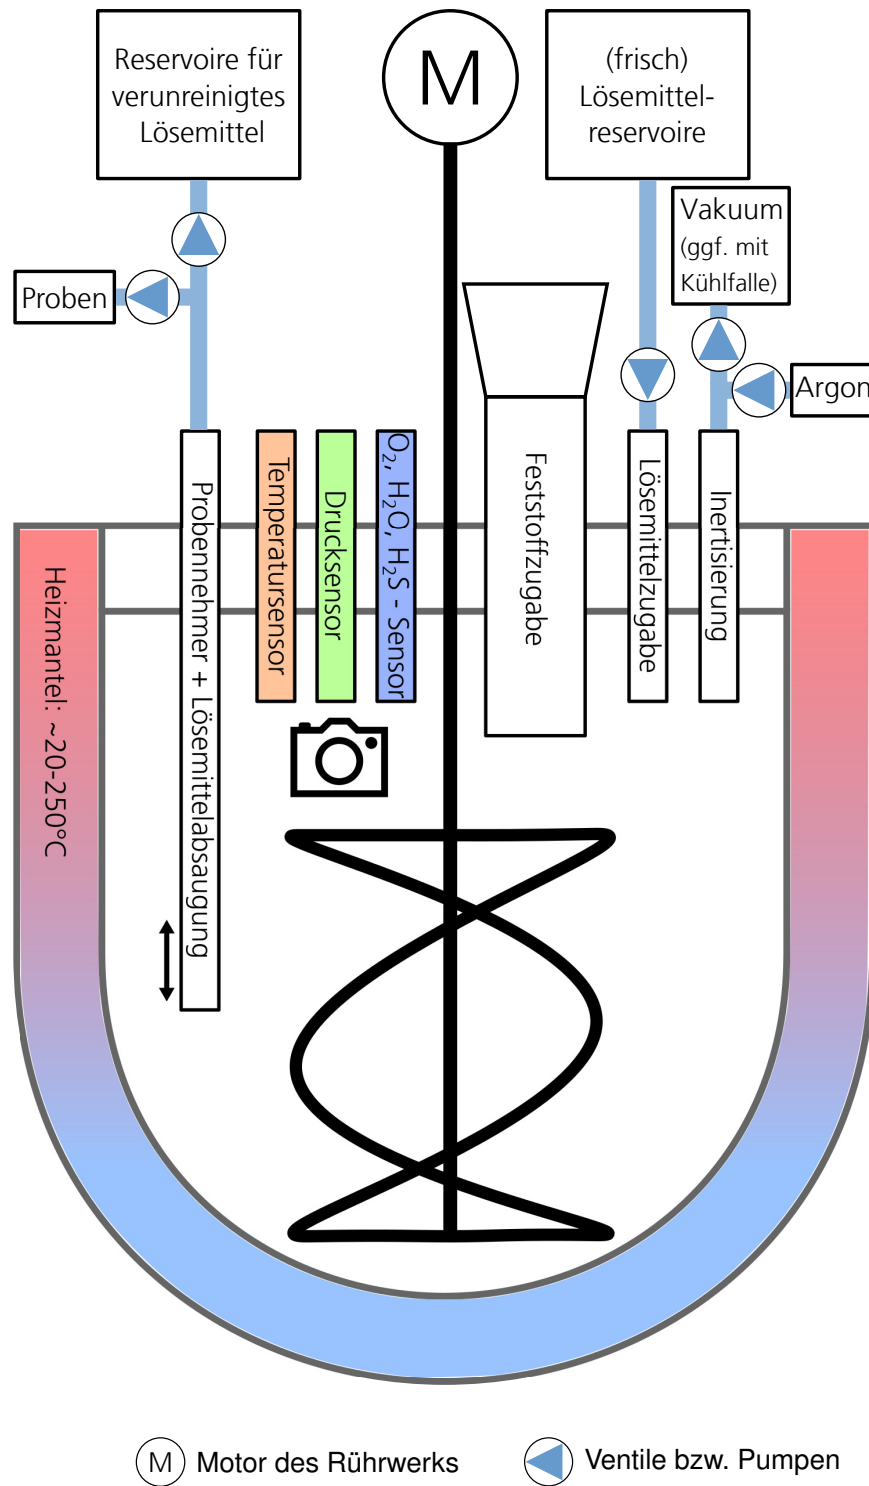 Reservoire für
verunreinigtes
Lösemittel
M
(frisch)
Lösemittel-
reservoire
Vakuum
(ggf. mit
Kühlfalle)
Proben
Argon
Heizmantel: ~20-250°C
Probennehmer + Lösemittelabsaugung
Temperatursensor
Drucksensor
O₂, H₂O, H₂S - Sensor
Feststoffzugabe
Lösemittelzugabe
Inertisierung
M Motor des Rührwerks
Ventile bzw. Pumpen